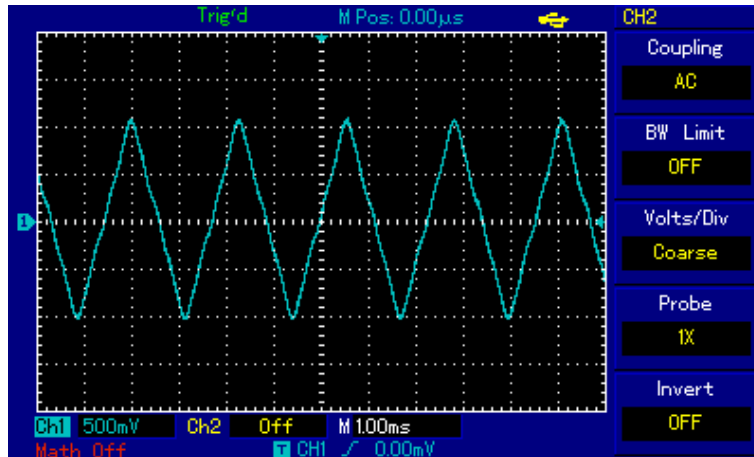 Trig'd M Pos: 0.00μs CH2
Coupling
AC
BW Limit
OFF
1
Volts/Div
Coarse
Probe
1X
Invert
OFF
Ch1 500mV Ch2 Off M 1.00ms
Math Off T CH1 0.00mV